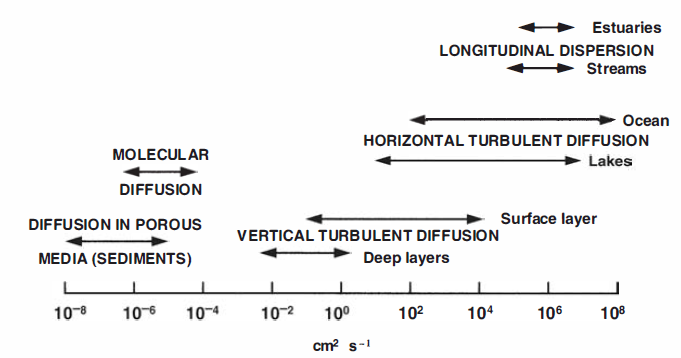 Estuaries
LONGITUDINAL DISPERSION
Streams
Ocean
HORIZONTAL TURBULENT DIFFUSION
Lakes
MOLECULAR
DIFFUSION
Surface layer
DIFFUSION IN POROUS
VERTICAL TURBULENT DIFFUSION
MEDIA (SEDIMENTS)
Deep layers
10⁻⁸ 10⁻⁶ 10⁻⁴ 10⁻² 10⁰ 10² 10⁴ 10⁶ 10⁸
cm² s⁻¹